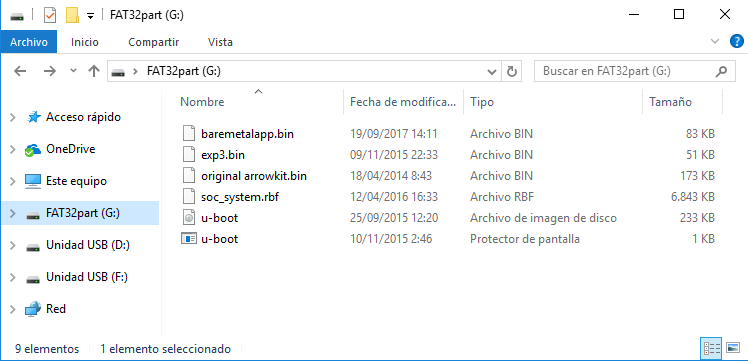 FAT32part (G:)
Archivo Inicio Compartir Vista
FAT32part (G:) Buscar en FAT32part (G:)
Nombre Fecha de modifica... Tipo Tamaño
Acceso rápido
OneDrive
Este equipo
FAT32part (G:)
Unidad USB (D:)
Unidad USB (F:)
Red
baremetalapp.bin 19/09/2017 14:11 Archivo BIN 83 KB
exp3.bin 09/11/2015 22:33 Archivo BIN 51 KB
original arrowkit.bin 18/04/2014 8:43 Archivo BIN 173 KB
soc_system.rbf 12/04/2016 16:33 Archivo RBF 6.843 KB
u-boot 25/09/2015 12:20 Archivo de imagen de disco 233 KB
u-boot 10/11/2015 2:46 Protector de pantalla 1 KB
9 elementos 1 elemento seleccionado